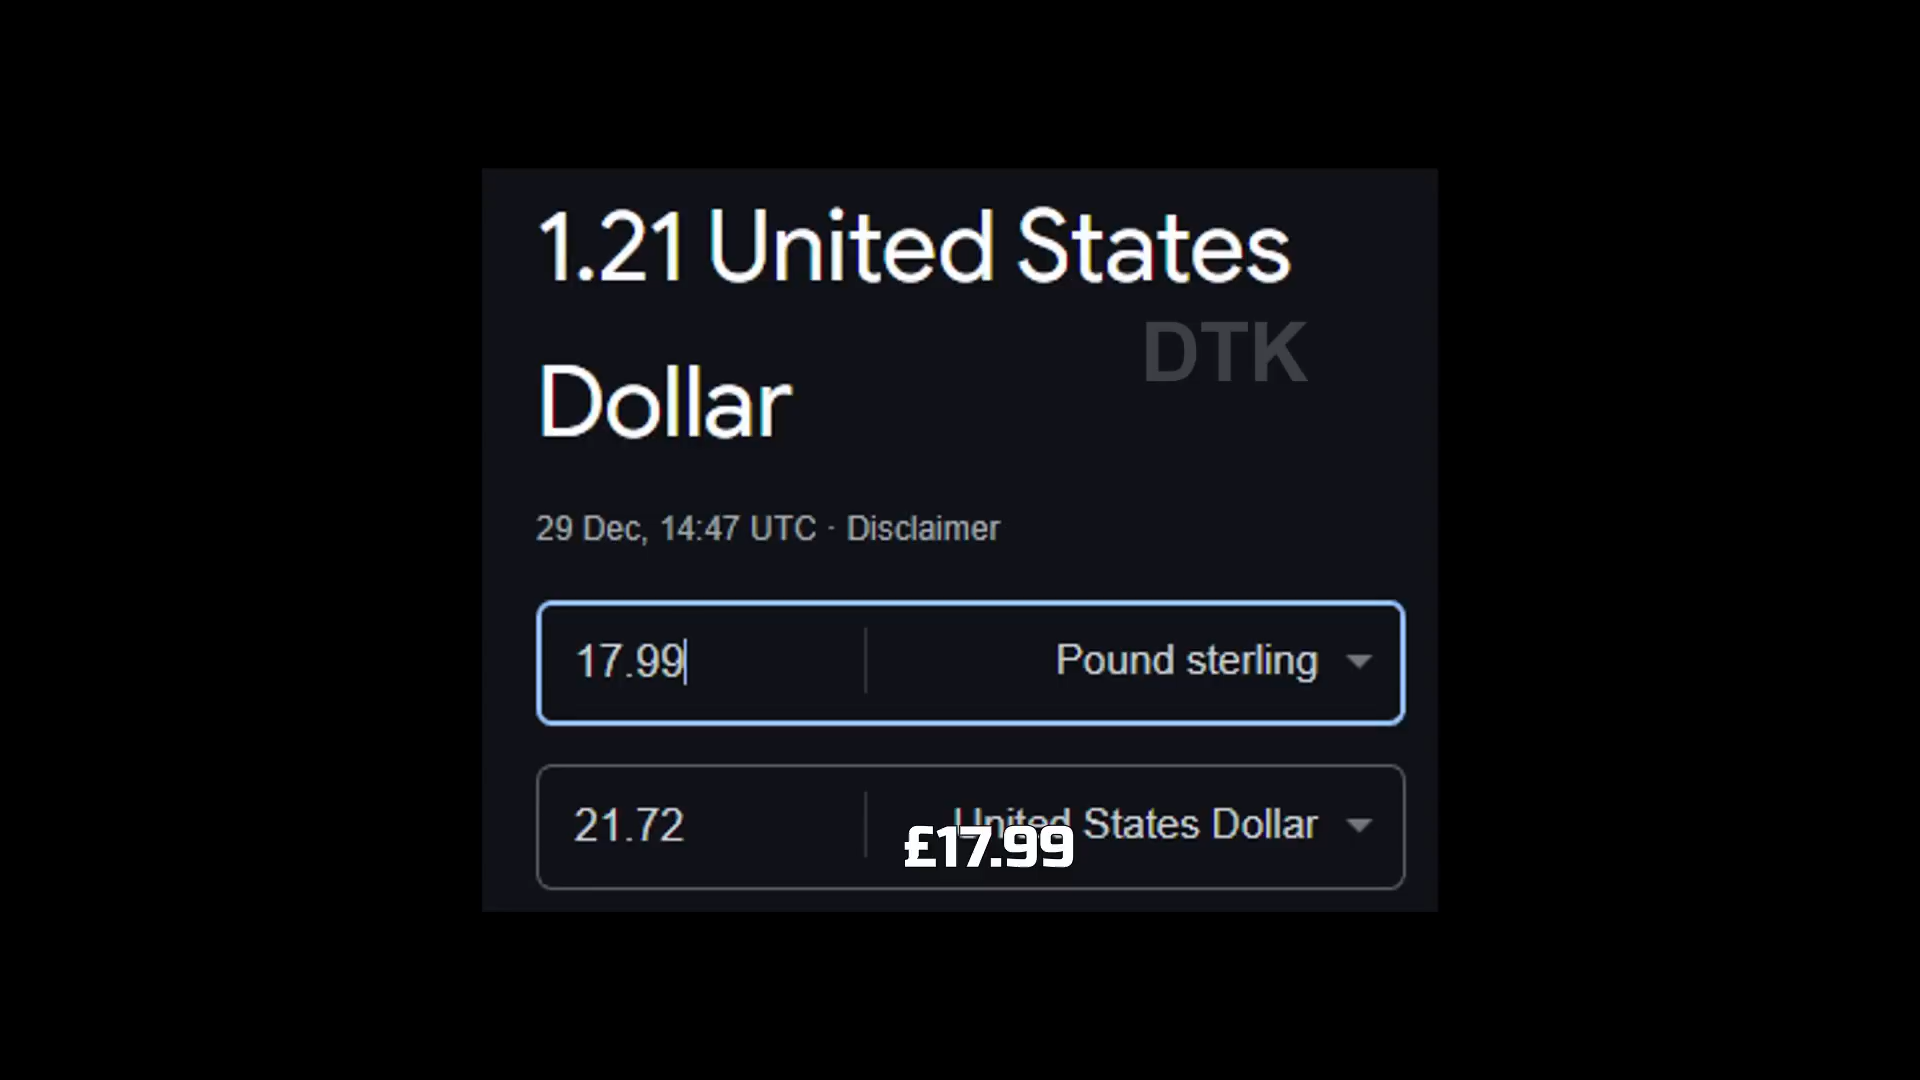 1.21 United States
Dollar
DTK
29 Dec, 14:47 UTC · Disclaimer
17.99 Pound sterling
21.72 United States Dollar
£17.99